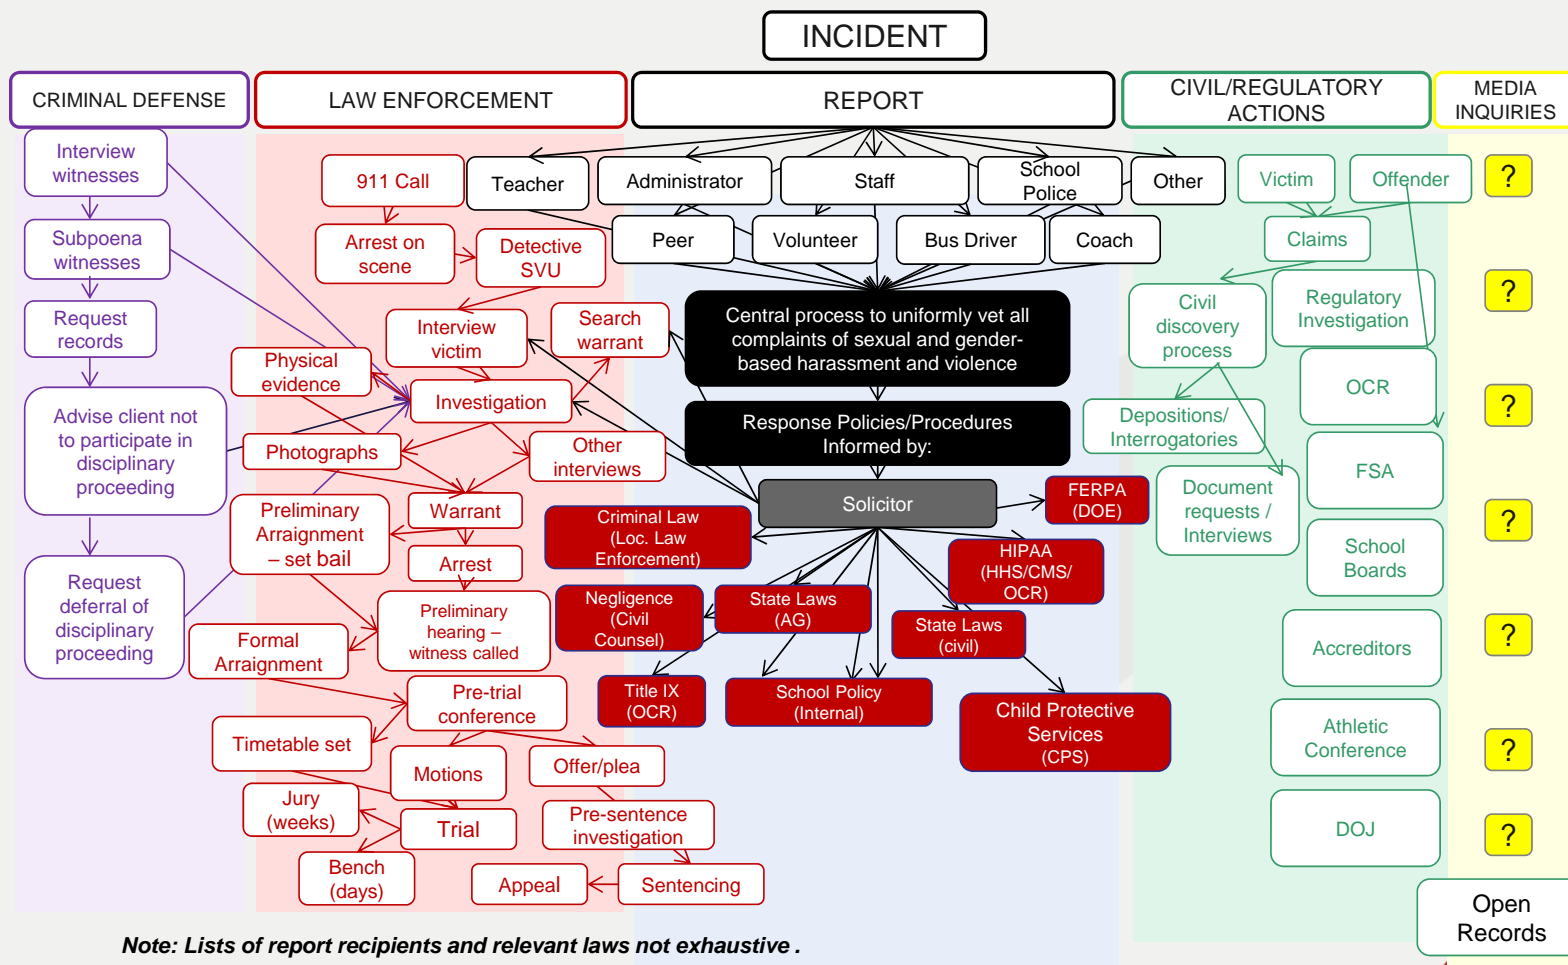 INCIDENT
CRIMINAL DEFENSE
LAW ENFORCEMENT
REPORT
CIVIL/REGULATORY
ACTIONS
MEDIA
INQUIRIES
Interview
witnesses
Subpoena
witnesses
Request
records
Advise client not
to participate in
disciplinary
proceeding
Request
deferral of
disciplinary
proceeding
911 Call
Arrest on
scene
Detective
SVU
Interview
victim
Search
warrant
Physical
evidence
Investigation
Photographs
Other
interviews
Warrant
Preliminary
Arraignment
– set bail
Arrest
Preliminary
hearing –
witness called
Formal
Arraignment
Pre-trial
conference
Timetable set
Motions
Offer/plea
Jury
(weeks)
Trial
Pre-sentence
investigation
Bench
(days)
Appeal
Sentencing
Teacher
Administrator
Staff
School
Police
Other
Peer
Volunteer
Bus Driver
Coach
Central process to uniformly vet all
complaints of sexual and gender-
based harassment and violence
Response Policies/Procedures
Informed by:
Solicitor
FERPA
(DOE)
Criminal Law
(Loc. Law
Enforcement)
HIPAA
(HHS/CMS/
OCR)
Negligence
(Civil
Counsel)
State Laws
(AG)
State Laws
(civil)
Title IX
(OCR)
School Policy
(Internal)
Child Protective
Services
(CPS)
Victim
Offender
Claims
Civil
discovery
process
Regulatory
Investigation
OCR
Depositions/
Interrogatories
FSA
Document
requests /
Interviews
School
Boards
Accreditors
Athletic
Conference
DOJ
?
?
?
?
?
?
?
Open
Records
Note: Lists of report recipients and relevant laws not exhaustive .